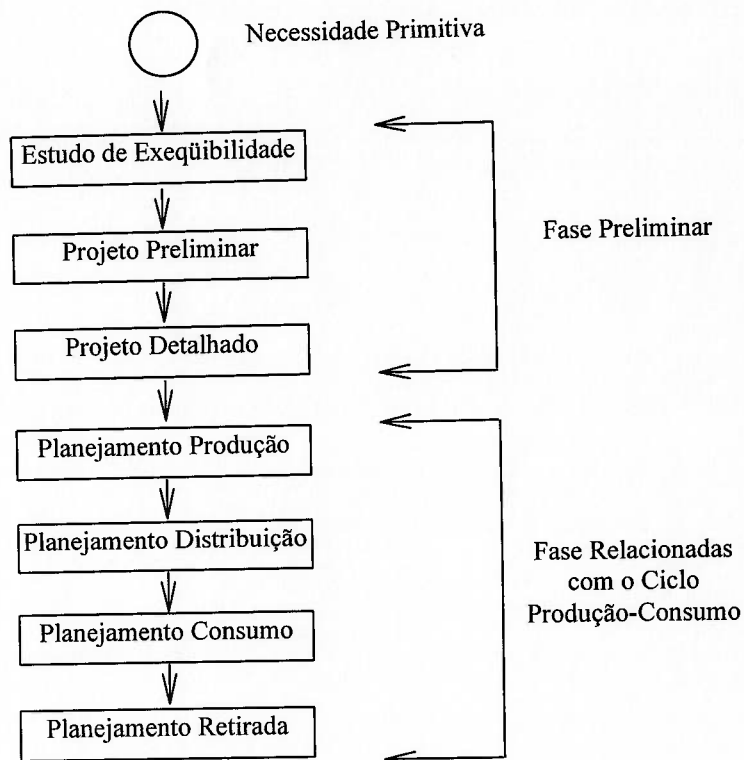 Necessidade Primitiva
Estudo de Exeqüibilidade
Projeto Preliminar
Fase Preliminar
Projeto Detalhado
Planejamento Produção
Planejamento Distribuição
Planejamento Consumo
Planejamento Retirada
Fase Relacionadas
com o Ciclo
Produção-Consumo